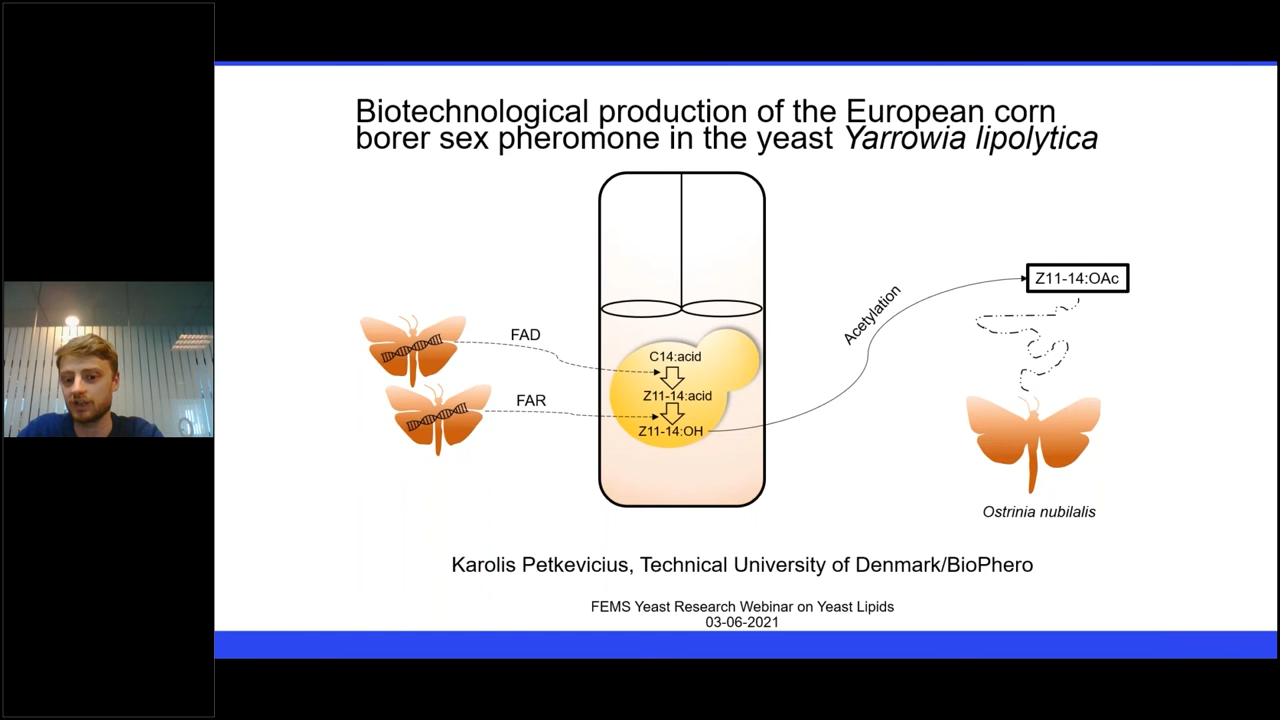 Biotechnological production of the European corn
borer sex pheromone in the yeast Yarrowia lipolytica
Z11-14:OAc
Acetylation
FAD
C14:acid
Z11-14:acid
FAR
Z11-14:OH
Ostrinia nubilalis
Karolis Petkevicius, Technical University of Denmark/BioPhero
FEMS Yeast Research Webinar on Yeast Lipids
03-06-2021